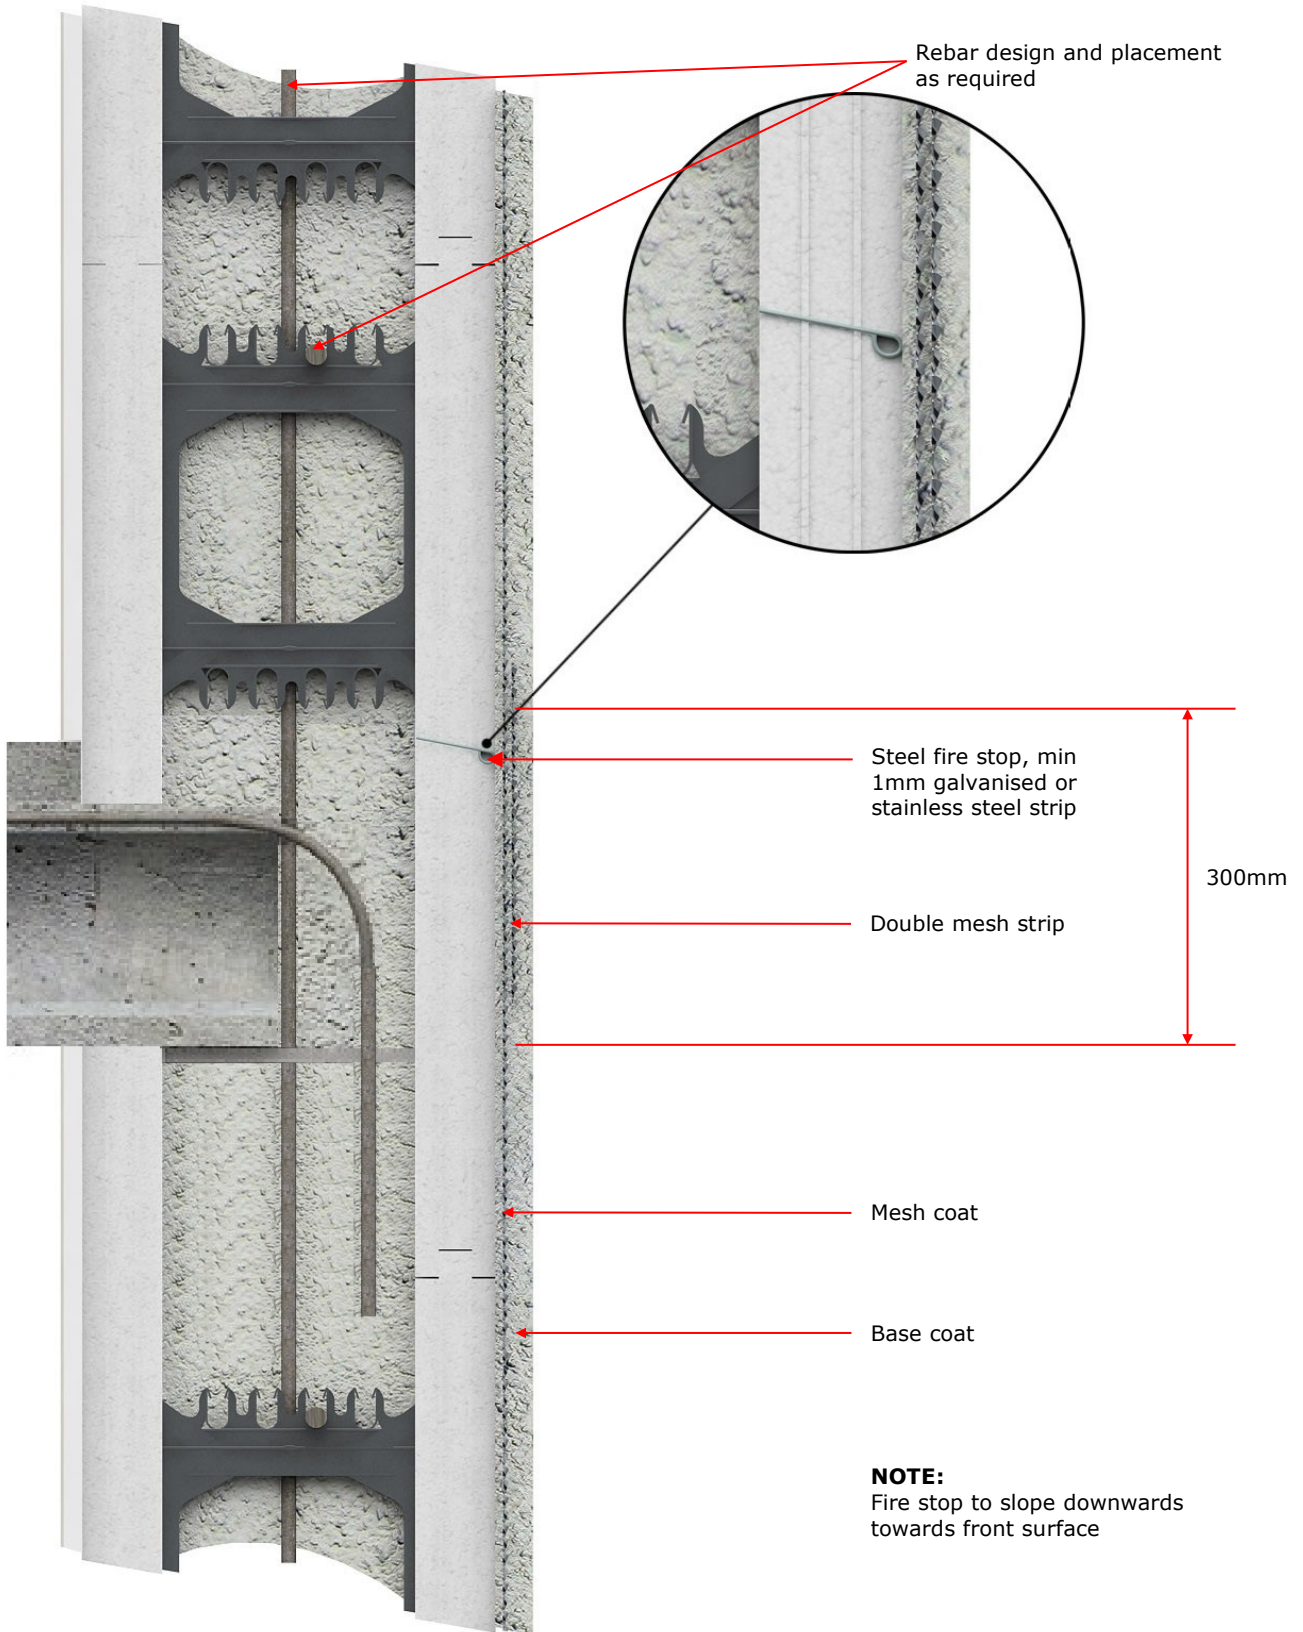 Rebar design and placement
as required
Steel fire stop, min
1mm galvanised or
stainless steel strip
300mm
Double mesh strip
Mesh coat
Base coat
NOTE:
Fire stop to slope downwards
towards front surface